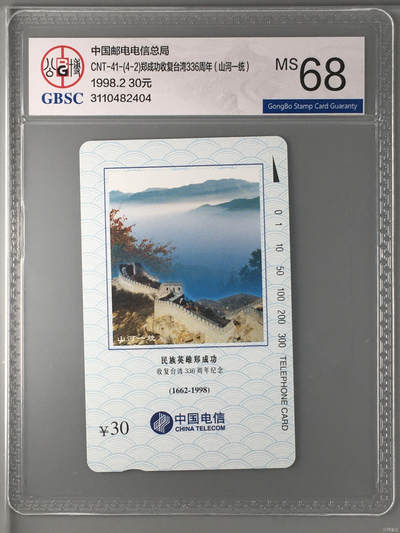 中国邮电电信总局
CNT-41-(4-2)郑成功收复台湾336周年(山河一统)
1998.2 30元
3110482404
公博
G
GBSC
MS 68
GongBo Stamp Card Guaranty
山河一统
民族英雄郑成功
收复台湾336周年纪念
(1662-1998)
¥30
中国电信
CHINA TELECOM
0 1 10 50 100 200 300 TELEPHONE CARD